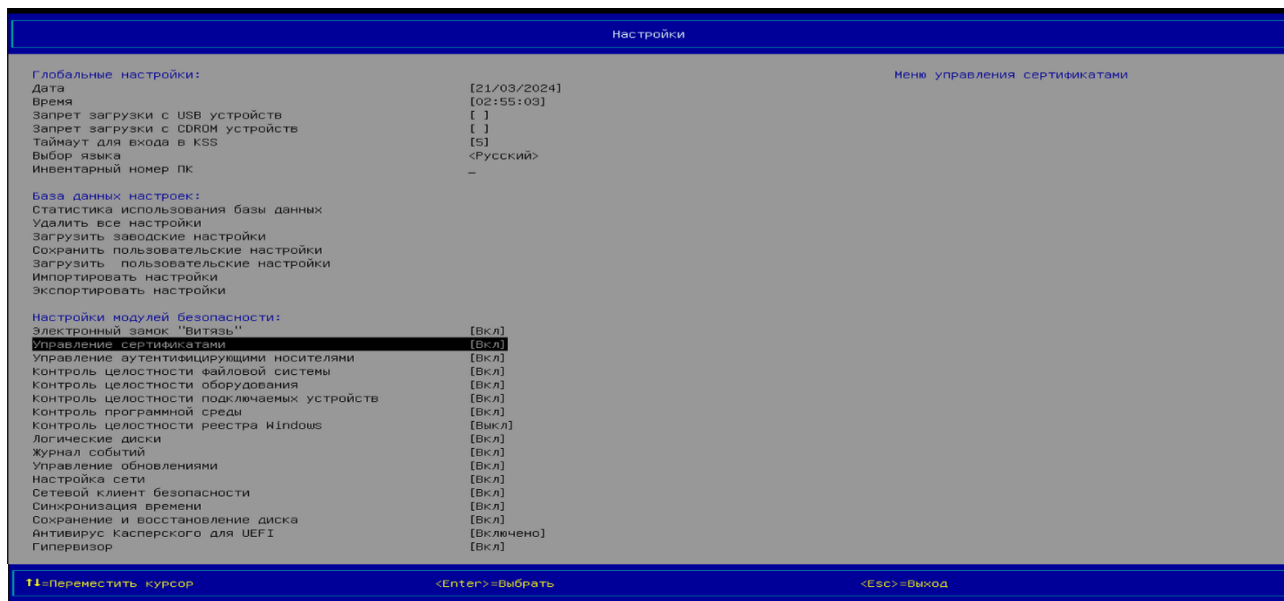 Настройки
Глобальные настройки: Меню управления сертификатами
Дата [21/03/2024]
Время [02:55:03]
Запрет загрузки с USB устройств [ ]
Запрет загрузки с CDROM устройств [ ]
Таймаут для входа в KSS [5]
Выбор языка <Русский>
Инвентарный номер ПК _
База данных настроек:
Статистика использования базы данных
Удалить все настройки
Загрузить заводские настройки
Сохранить пользовательские настройки
Загрузить  пользовательские настройки
Импортировать настройки
Экспортировать настройки
Настройки модулей безопасности:
Электронный замок "Витязь" [Вкл]
Управление сертификатами [Вкл]
Управление аутентифицирующими носителями [Вкл]
Контроль целостности файловой системы [Вкл]
Контроль целостности оборудования [Вкл]
Контроль целостности подключаемых устройств [Вкл]
Контроль программной среды [Вкл]
Контроль целостности реестра Windows [Выкл]
Логические диски [Вкл]
Журнал событий [Вкл]
Управление обновлениями [Вкл]
Настройка сети [Вкл]
Сетевой клиент безопасности [Вкл]
Синхронизация времени [Вкл]
Сохранение и восстановление диска [Вкл]
Антивирус Касперского для UEFI [Включено]
Гипервизор [Вкл]
↑↓=Переместить курсор <Enter>=Выбрать <Esc>=Выход